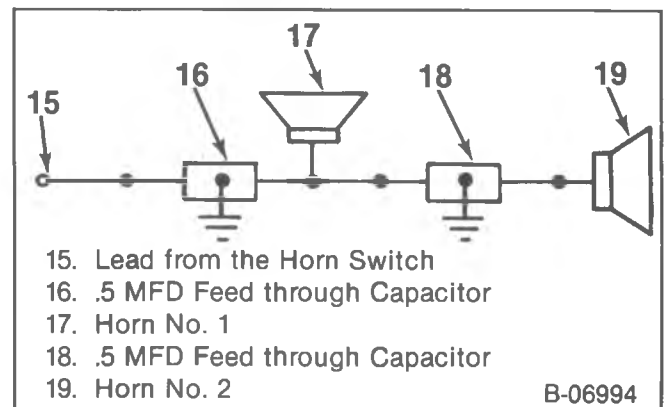 17
16
18
19
15
15. Lead from the Horn Switch
16. .5 MFD Feed through Capacitor
17. Horn No. 1
18. .5 MFD Feed through Capacitor
19. Horn No. 2
B-06994